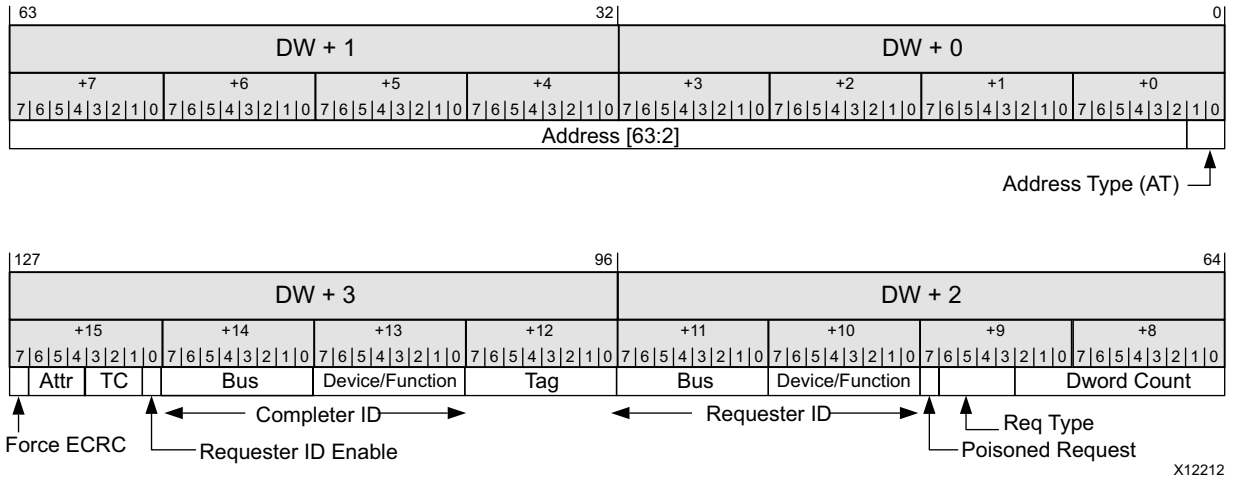 63 32 0
DW + 1 DW + 0
+7 +6 +5 +4 +3 +2 +1 +0
7 6 5 4 3 2 1 0 7 6 5 4 3 2 1 0 7 6 5 4 3 2 1 0 7 6 5 4 3 2 1 0 7 6 5 4 3 2 1 0 7 6 5 4 3 2 1 0 7 6 5 4 3 2 1 0 7 6 5 4 3 2 1 0
Address [63:2]
Address Type (AT)
127 96 64
DW + 3 DW + 2
+15 +14 +13 +12 +11 +10 +9 +8
7 6 5 4 3 2 1 0 7 6 5 4 3 2 1 0 7 6 5 4 3 2 1 0 7 6 5 4 3 2 1 0 7 6 5 4 3 2 1 0 7 6 5 4 3 2 1 0 7 6 5 4 3 2 1 0 7 6 5 4 3 2 1 0
Attr TC Bus Device/Function Tag Bus Device/Function Dword Count
Completer ID Requester ID
Req Type
Force ECRC Requester ID Enable Poisoned Request
X12212